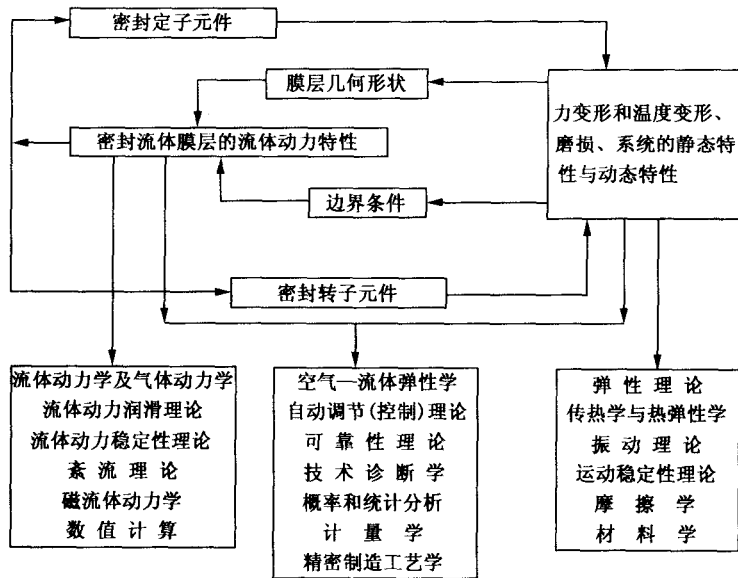 密封定子元件
膜层几何形状
力变形和温度变形、
磨损、系统的静态特
性与动态特性
密封流体膜层的流体动力特性
边界条件
密封转子元件
流体动力学及气体动力学
流体动力润滑理论
流体动力稳定性理论
紊流理论
磁流体动力学
数值计算
空气—流体弹性学
自动调节(控制)理论
可靠性理论
技术诊断学
概率和统计分析
计量学
精密制造工艺学
弹性理论
传热学与热弹性学
振动理论
运动稳定性理论
摩擦学
材料学